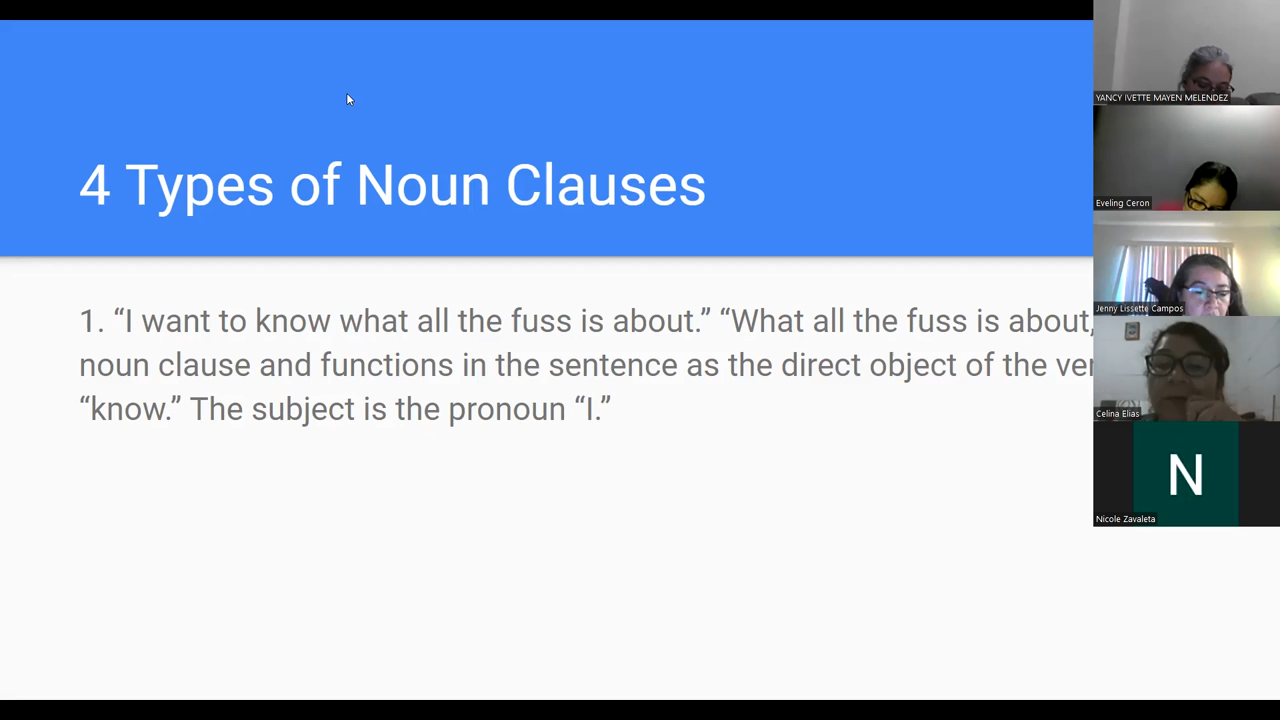 4 Types of Noun Clauses
1. “I want to know what all the fuss is about.” “What all the fuss is about,
noun clause and functions in the sentence as the direct object of the
“know.” The subject is the pronoun “I.”
YANCY IVETTE MAYEN MELENDEZ
Eveling Ceron
Jenny Lissette Campos
Celina Elias
N
Nicole Zavaleta